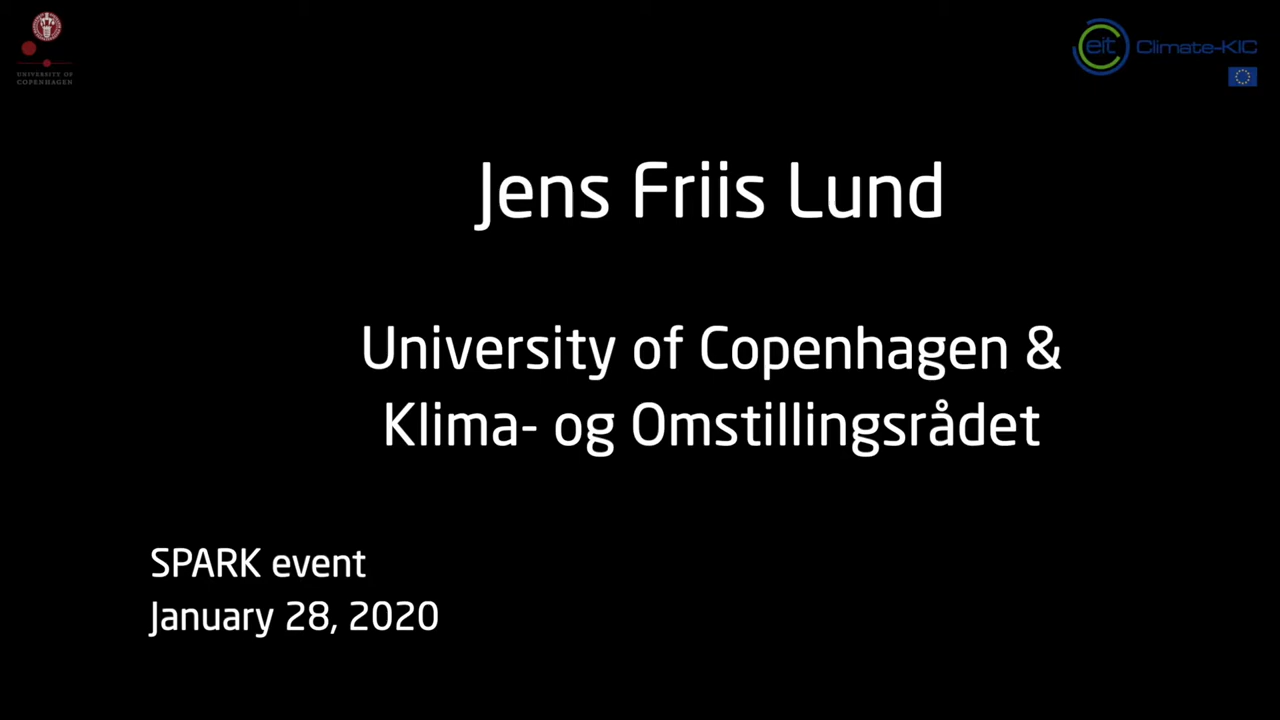 UNIVERSITY OF
COPENHAGEN
eit Climate-KIC
Jens Friis Lund
University of Copenhagen &
Klima- og Omstillingsrådet
SPARK event
January 28, 2020